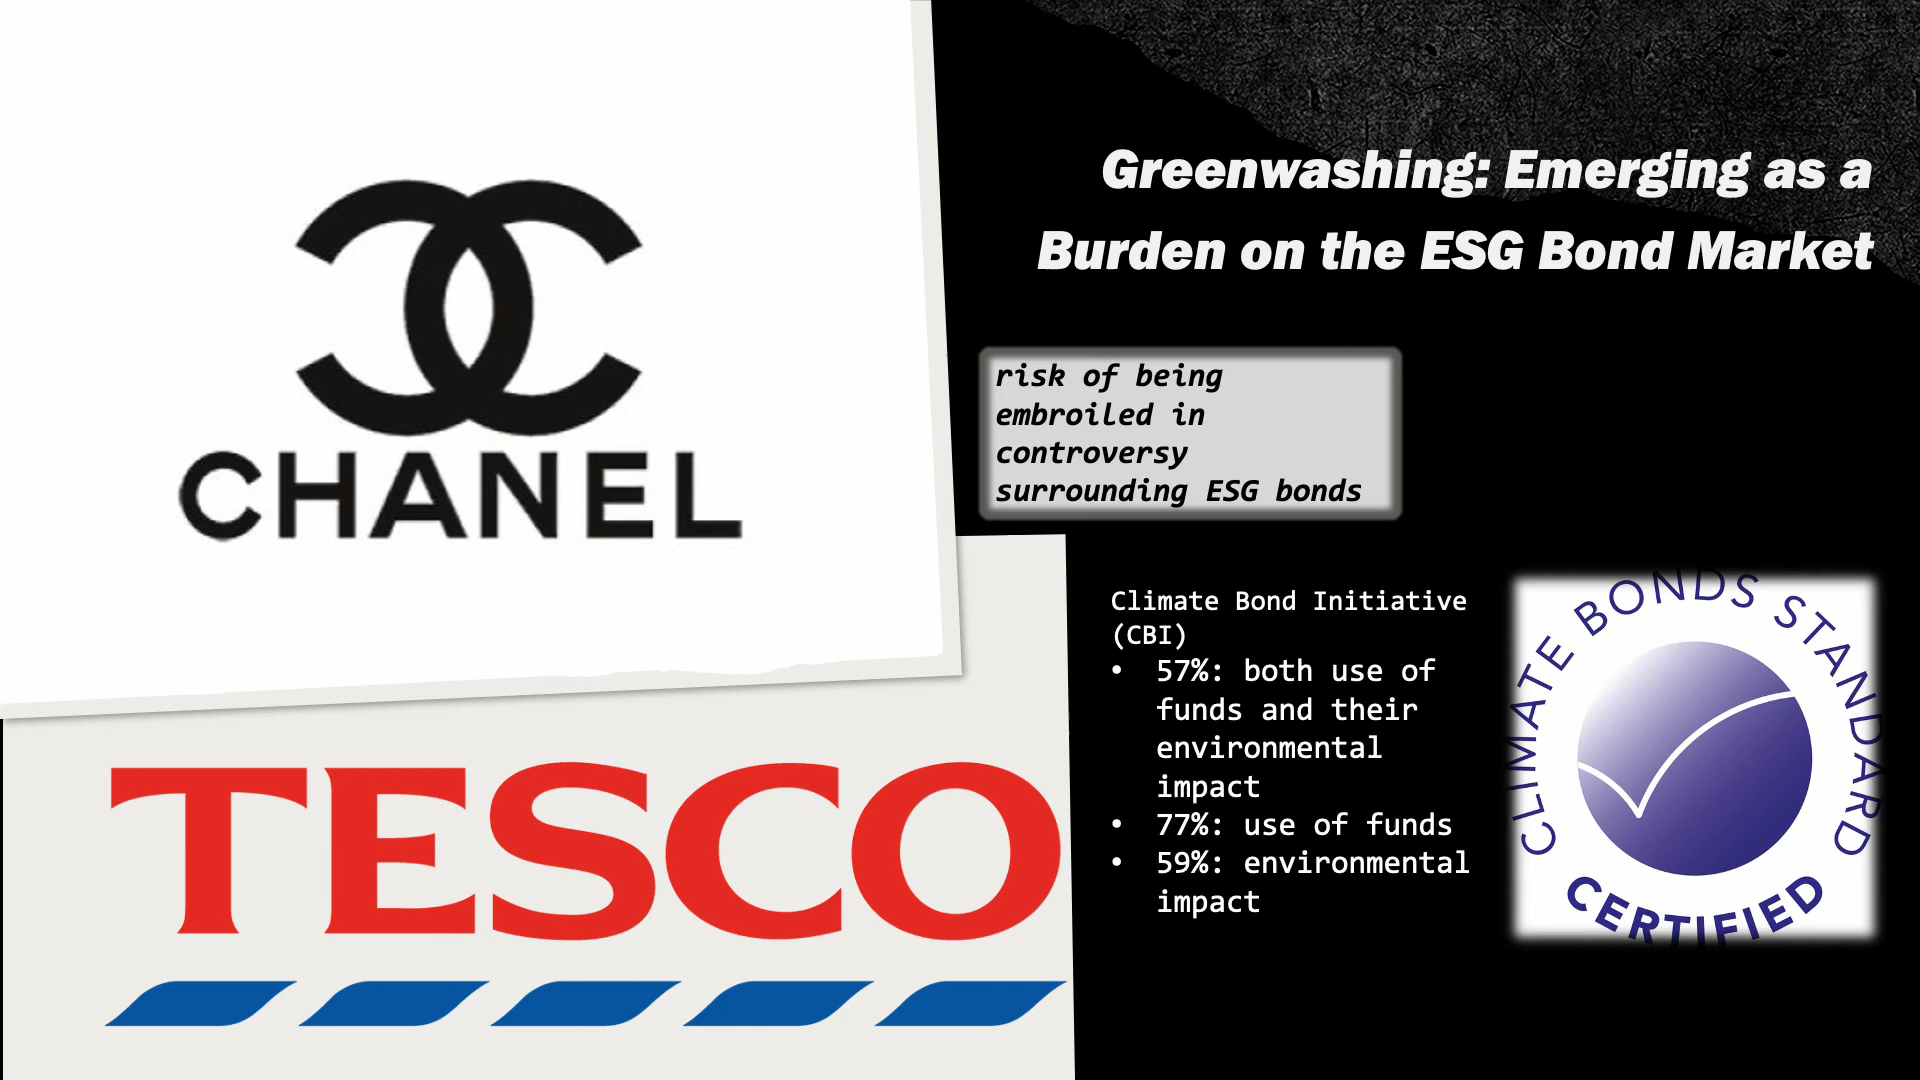 CHANEL
TESCO
Greenwashing: Emerging as a
Burden on the ESG Bond Market
risk of being
embroiled in
controversy
surrounding ESG bonds
Climate Bond Initiative
(CBI)
• 57%: both use of
funds and their
environmental
impact
• 77%: use of funds
• 59%: environmental
impact
CLIMATE BONDS STANDARD
CERTIFIED